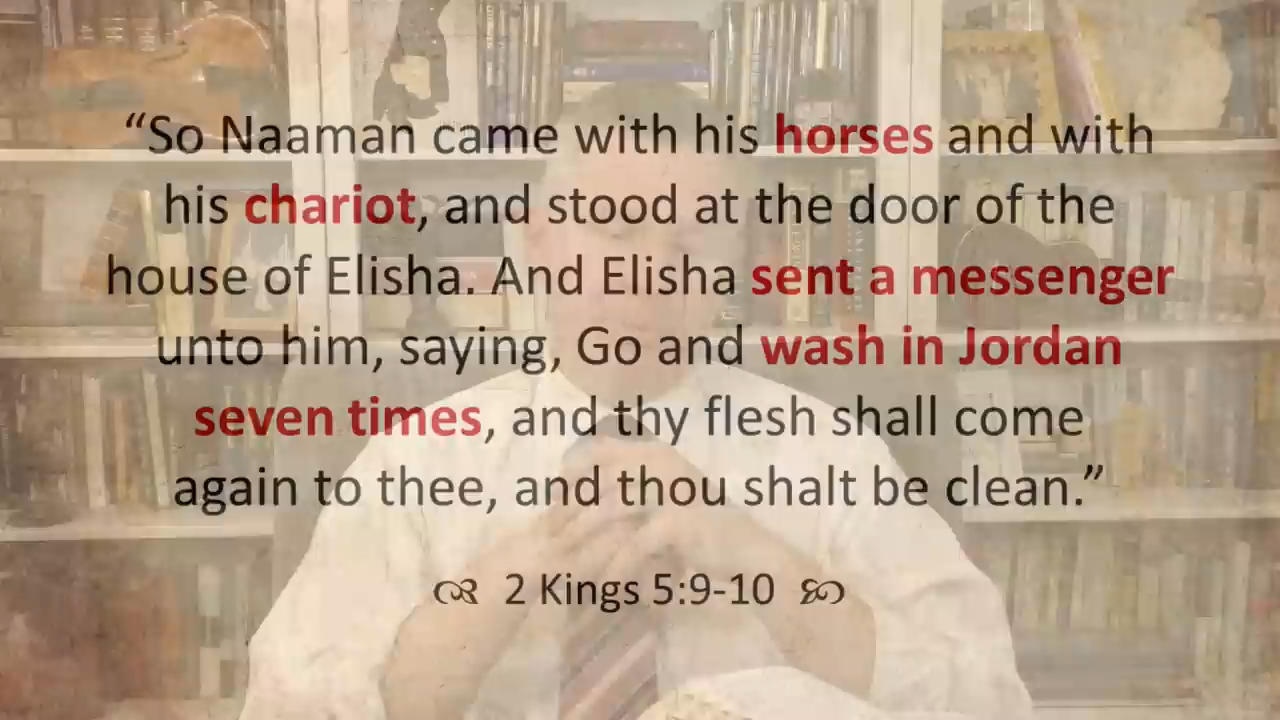 “So Naaman came with his horses and with
his chariot, and stood at the door of the
house of Elisha. And Elisha sent a messenger
unto him, saying, Go and wash in Jordan
seven times, and thy flesh shall come
again to thee, and thou shalt be clean.”
2 Kings 5:9-10